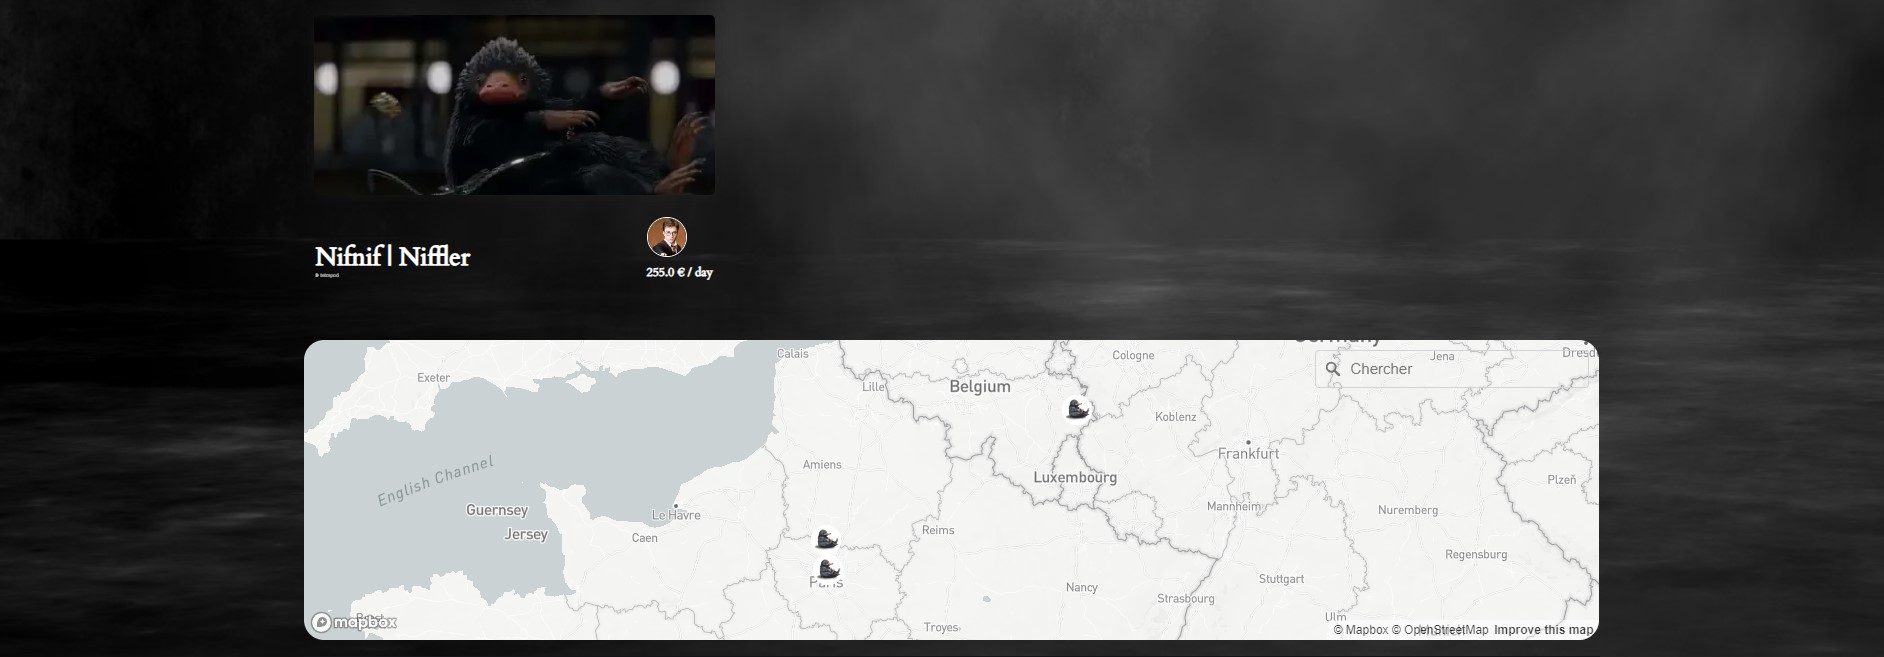 Nifnif | Niffler
255.0 € / day
Germany
Calais
Cologne
Jena
Exeter
Lille
Belgium
Chercher
Koblenz
English Channel
Amiens
Luxembourg
Frankfurt
Plzeň
Guernsey
Jersey
Le Havre
Caen
Reims
Mannheim
Nuremberg
Regensburg
Paris
Nancy
Stuttgart
Strasbourg
Troyes
Ulm
mapbox
© Mapbox © OpenStreetMap Improve this map